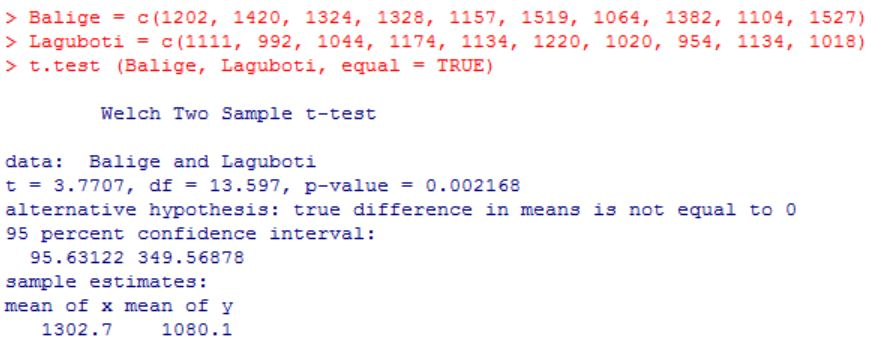 > Balige = c(1202, 1420, 1324, 1328, 1157, 1519, 1064, 1382, 1104, 1527)
> Laguboti = c(1111, 992, 1044, 1174, 1134, 1220, 1020, 954, 1134, 1018)
> t.test (Balige, Laguboti, equal = TRUE)
Welch Two Sample t-test
data:  Balige and Laguboti
t = 3.7707, df = 13.597, p-value = 0.002168
alternative hypothesis: true difference in means is not equal to 0
95 percent confidence interval:
95.63122 349.56878
sample estimates:
mean of x mean of y
1302.7    1080.1